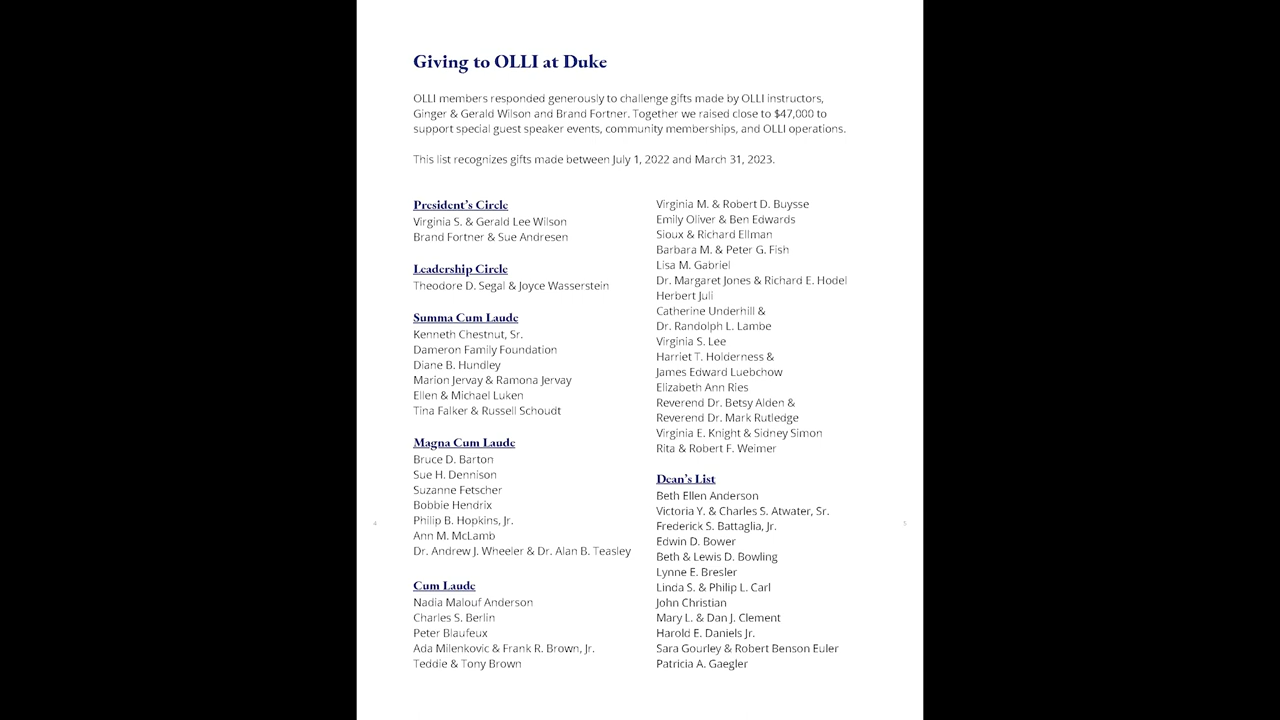 Giving to OLLI at Duke
OLLI members responded generously to challenge gifts made by OLLI instructors,
Ginger & Gerald Wilson and Brand Fortner. Together we raised close to $47,000 to
support special guest speaker events, community memberships, and OLLI operations.
This list recognizes gifts made between July 1, 2022 and March 31, 2023.
President's Circle
Virginia S. & Gerald Lee Wilson
Brand Fortner & Sue Andresen
Leadership Circle
Theodore D. Segal & Joyce Wasserstein
Summa Cum Laude
Kenneth Chestnut, Sr.
Dameron Family Foundation
Diane B. Hundley
Marion Jervay & Ramona Jervay
Ellen & Michael Luken
Tina Falker & Russell Schoudt
Magna Cum Laude
Bruce D. Barton
Sue H. Dennison
Suzanne Fetscher
Bobbie Hendrix
Philip B. Hopkins, Jr.
Ann M. McLamb
Dr. Andrew J. Wheeler & Dr. Alan B. Teasley
Cum Laude
Nadia Malouf Anderson
Charles S. Berlin
Peter Blaufeux
Ada Milenkovic & Frank R. Brown, Jr.
Teddie & Tony Brown
Virginia M. & Robert D. Buysse
Emily Oliver & Ben Edwards
Sioux & Richard Ellman
Barbara M. & Peter G. Fish
Lisa M. Gabriel
Dr. Margaret Jones & Richard E. Hodel
Herbert Juli
Catherine Underhill &
Dr. Randolph L. Lambe
Virginia S. Lee
Harriet T. Holderness &
James Edward Luebchow
Elizabeth Ann Ries
Reverend Dr. Betsy Alden &
Reverend Dr. Mark Rutledge
Virginia E. Knight & Sidney Simon
Rita & Robert F. Weimer
Dean's List
Beth Ellen Anderson
Victoria Y. & Charles S. Atwater, Sr.
Frederick S. Battaglia, Jr.
Edwin D. Bower
Beth & Lewis D. Bowling
Lynne E. Bresler
Linda S. & Philip L. Carl
John Christian
Mary L. & Dan J. Clement
Harold E. Daniels Jr.
Sara Gourley & Robert Benson Euler
Patricia A. Gaegler
4
5